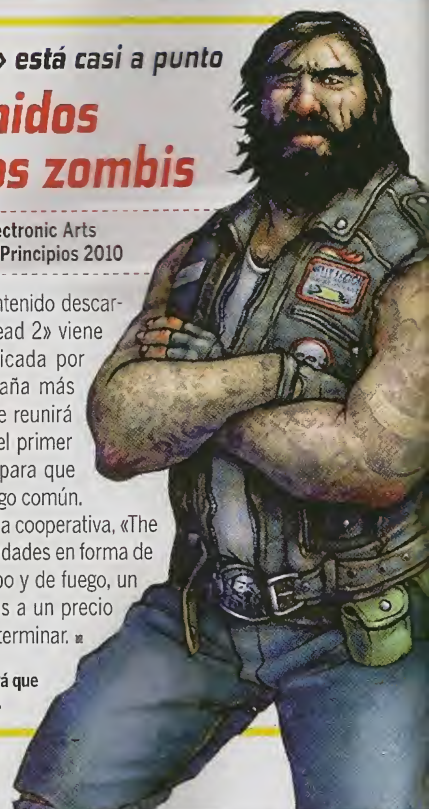 » está casi a punto
nidos
os zombis
ectronic Arts
Principios 2010
ntenido descar-
ead 2» viene
icada por
aña más
e reunirá
el primer
para que
go común.
a cooperativa, «The
idades en forma de
po y de fuego, un
s a un precio
terminar.
rá que